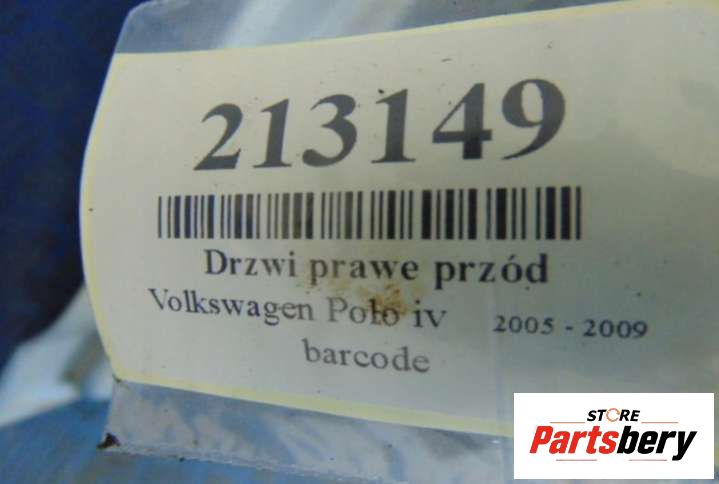 213149
Drzwi prawe przód
Volkswagen Polo iv 2005 - 2009
barcode
STORE
Partsbery